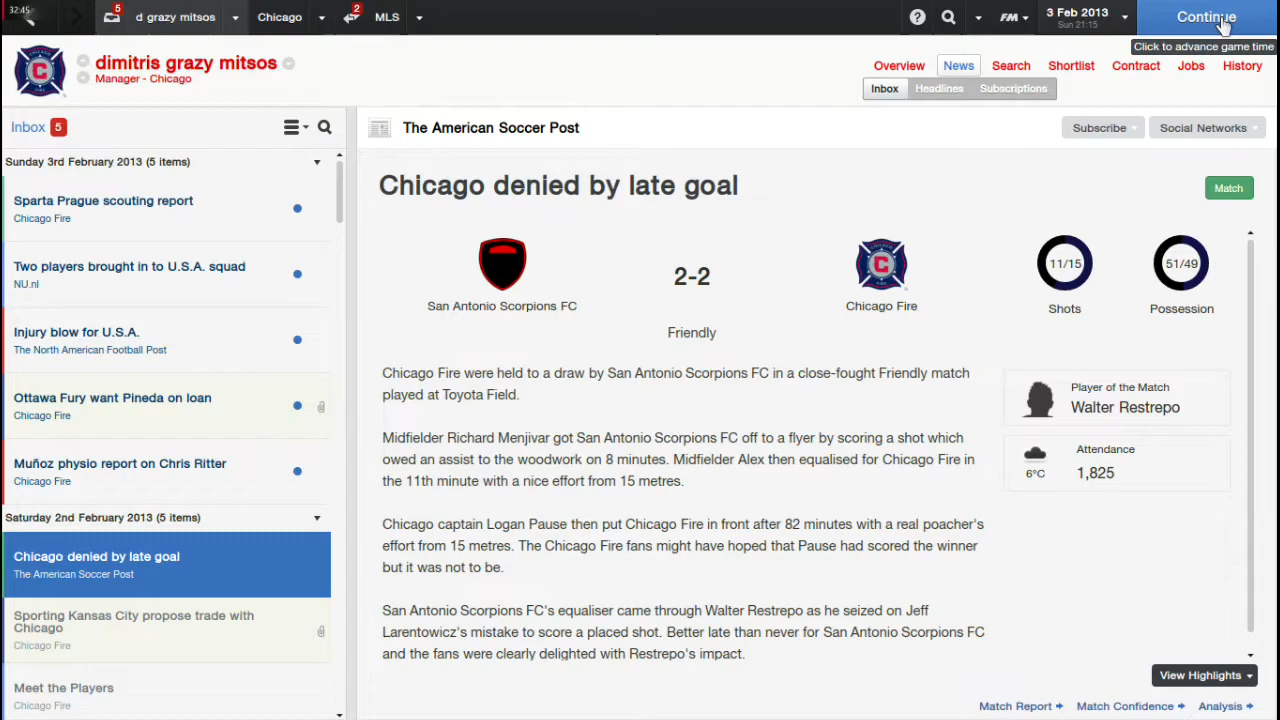 32:45
5
d grazy mitsos
Chicago
2
MLS
FM
3 Feb 2013
Sun 21:15
Continue
Click to advance game time
dimitris grazy mitsos
Manager - Chicago
Overview
News
Search
Shortlist
Contract
Jobs
History
Inbox
Headlines
Subscriptions
Inbox 5
The American Soccer Post
Subscribe
Social Networks
Sunday 3rd February 2013 (5 items)
Sparta Prague scouting report
Chicago Fire
Two players brought in to U.S.A. squad
NU.nl
Injury blow for U.S.A.
The North American Football Post
Ottawa Fury want Pineda on loan
Chicago Fire
Muñoz physio report on Chris Ritter
Chicago Fire
Saturday 2nd February 2013 (5 items)
Chicago denied by late goal
The American Soccer Post
Sporting Kansas City propose trade with
Chicago
Chicago Fire
Meet the Players
Chicago Fire
Chicago denied by late goal
Match
San Antonio Scorpions FC
2-2
Friendly
Chicago Fire
11/15
Shots
51/49
Possession
Chicago Fire were held to a draw by San Antonio Scorpions FC in a close-fought Friendly match
played at Toyota Field.
Midfielder Richard Menjivar got San Antonio Scorpions FC off to a flyer by scoring a shot which
owed an assist to the woodwork on 8 minutes. Midfielder Alex then equalised for Chicago Fire in
the 11th minute with a nice effort from 15 metres.
Chicago captain Logan Pause then put Chicago Fire in front after 82 minutes with a real poacher's
effort from 15 metres. The Chicago Fire fans might have hoped that Pause had scored the winner
but it was not to be.
San Antonio Scorpions FC's equaliser came through Walter Restrepo as he seized on Jeff
Larentowicz's mistake to score a placed shot. Better late than never for San Antonio Scorpions FC
and the fans were clearly delighted with Restrepo's impact.
Player of the Match
Walter Restrepo
6°C
Attendance
1,825
View Highlights
Match Report
Match Confidence
Analysis